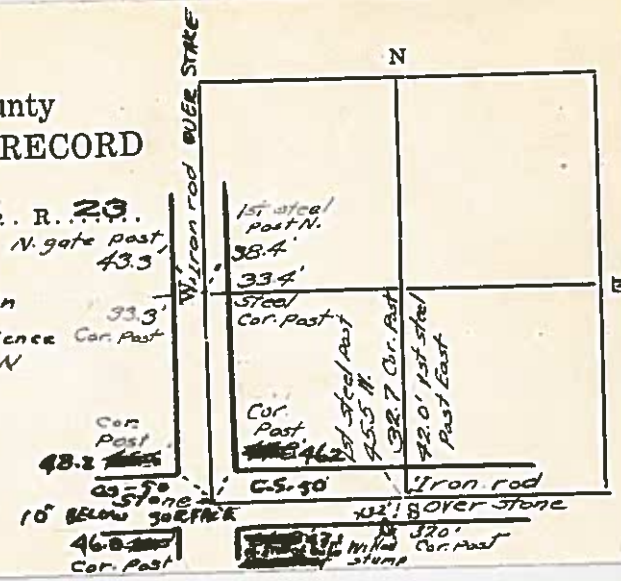 N
unty
RECORD
Iron rod OVER STAKE
R. 23
N. gate post
43.3'
1st steel
Post N.
38.4'
33.4'
Steel
Cor. Post
W
E
33.3'
Cor. Post
N
Cor.
Post
48.2
Cor.
Post
46.2
1st Steel Post
45.5 W.
32.7 Cor. Post
42.0' 1st steel
Post East
Stone
10" BELOW SURFACE
Iron rod
S over stone
46.0
Cor. Post
stump
Cor. Post